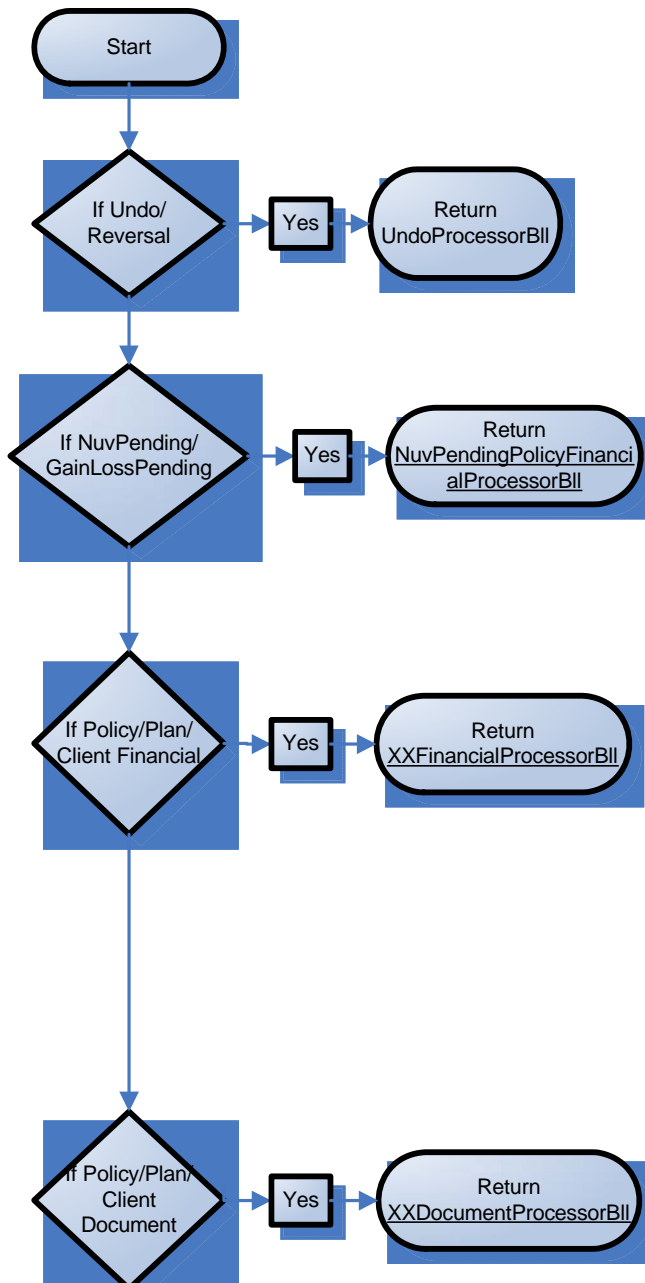 Start
If Undo/
Reversal
Yes
Return
UndoProcessorBll
If NuvPending/
GainLossPending
Yes
Return
NuvPendingPolicyFinanci
alProcessorBll
If Policy/Plan/
Client Financial
Yes
Return
XXFinancialProcessorBll
If Policy/Plan/
Client
Document
Yes
Return
XXDocumentProcessorBll